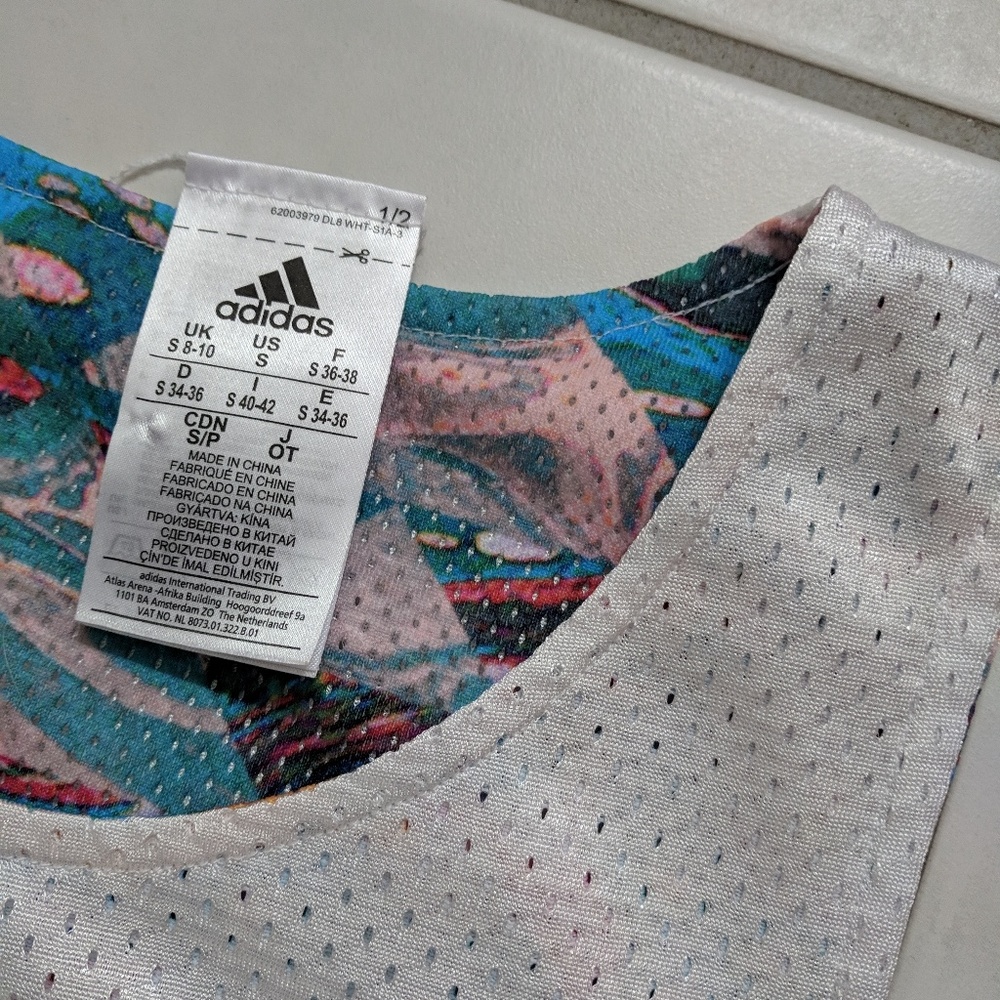 1/2
62003979 DL8 WHT-S1A-3
adidas
UK US F
S 8-10 S S 36-38
D I E
S 34-36 S 40-42 S 34-36
CDN J
S/P OT
MADE IN CHINA
FABRIQUÉ EN CHINE
FABRICADO EN CHINA
FABRICADO NA CHINA
GYÁRTVA: KÍNA
ПРОИЗВЕДЕНО В КИТАЙ
СДЕЛАНО В КИТАЕ
PROIZVEDENO U KINI
ÇİN'DE İMAL EDİLMİŞTİR.
adidas International Trading BV
Atlas Arena -Afrika Building Hoogoorddreef 9a
1101 BA Amsterdam ZO The Netherlands
VAT NO. NL 8073.01.322.B.01